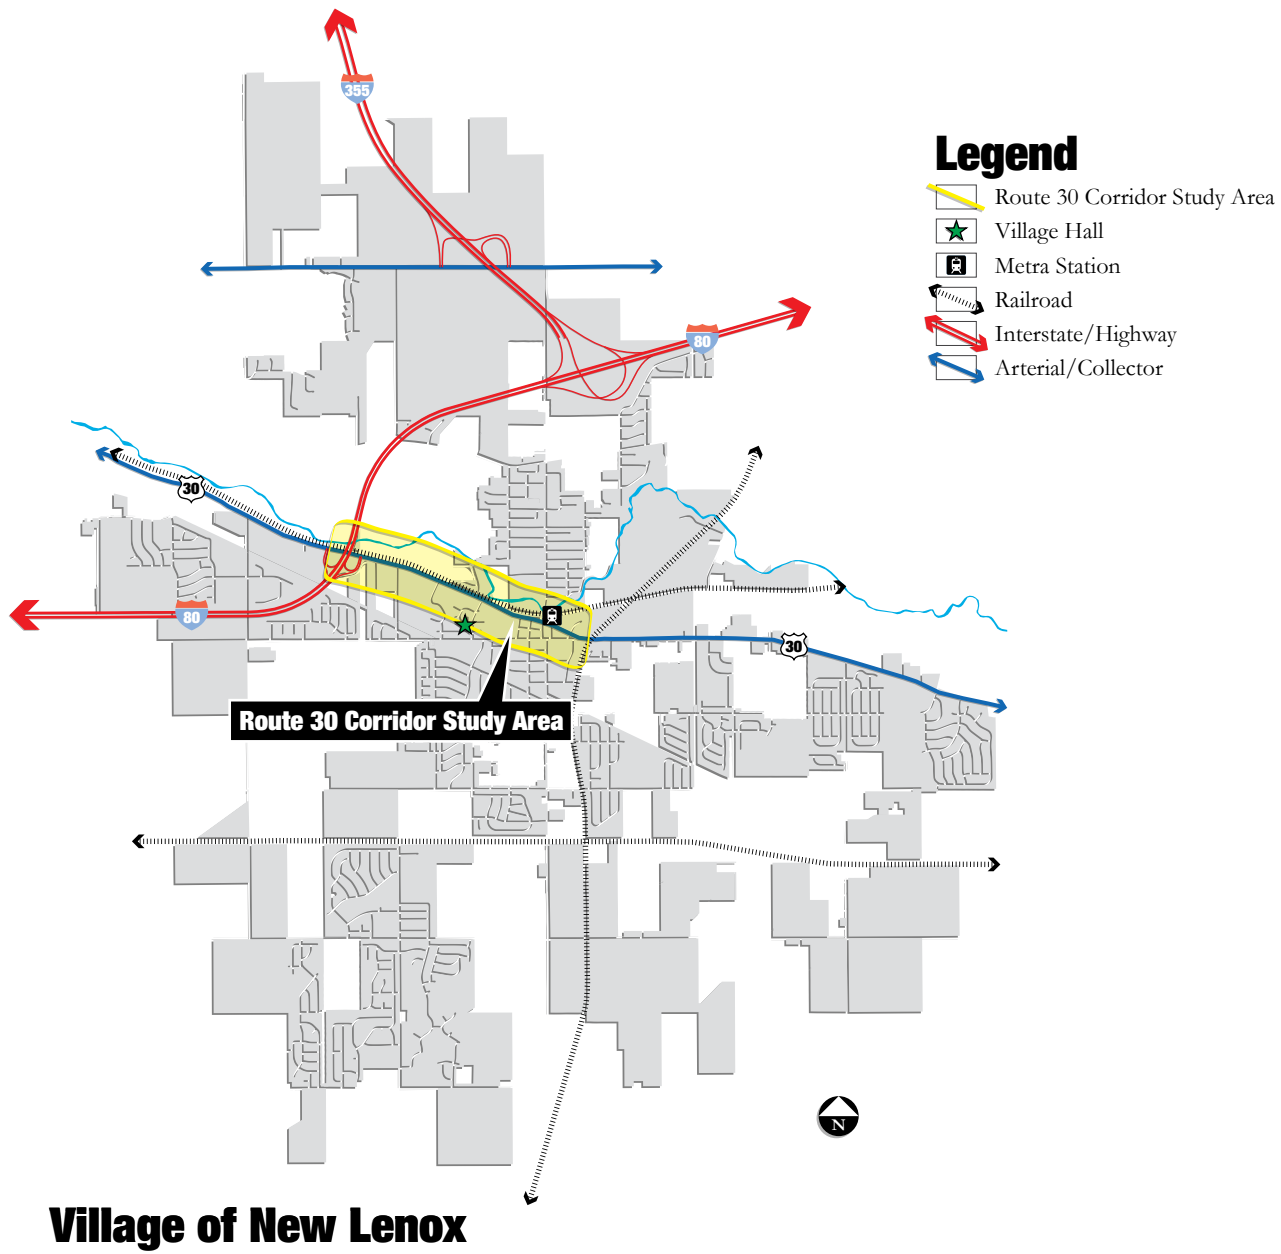 355
Legend
Route 30 Corridor Study Area
Village Hall
Metra Station
Railroad
Interstate/Highway
Arterial/Collector
80
30
80
30
Route 30 Corridor Study Area
N
Village of New Lenox